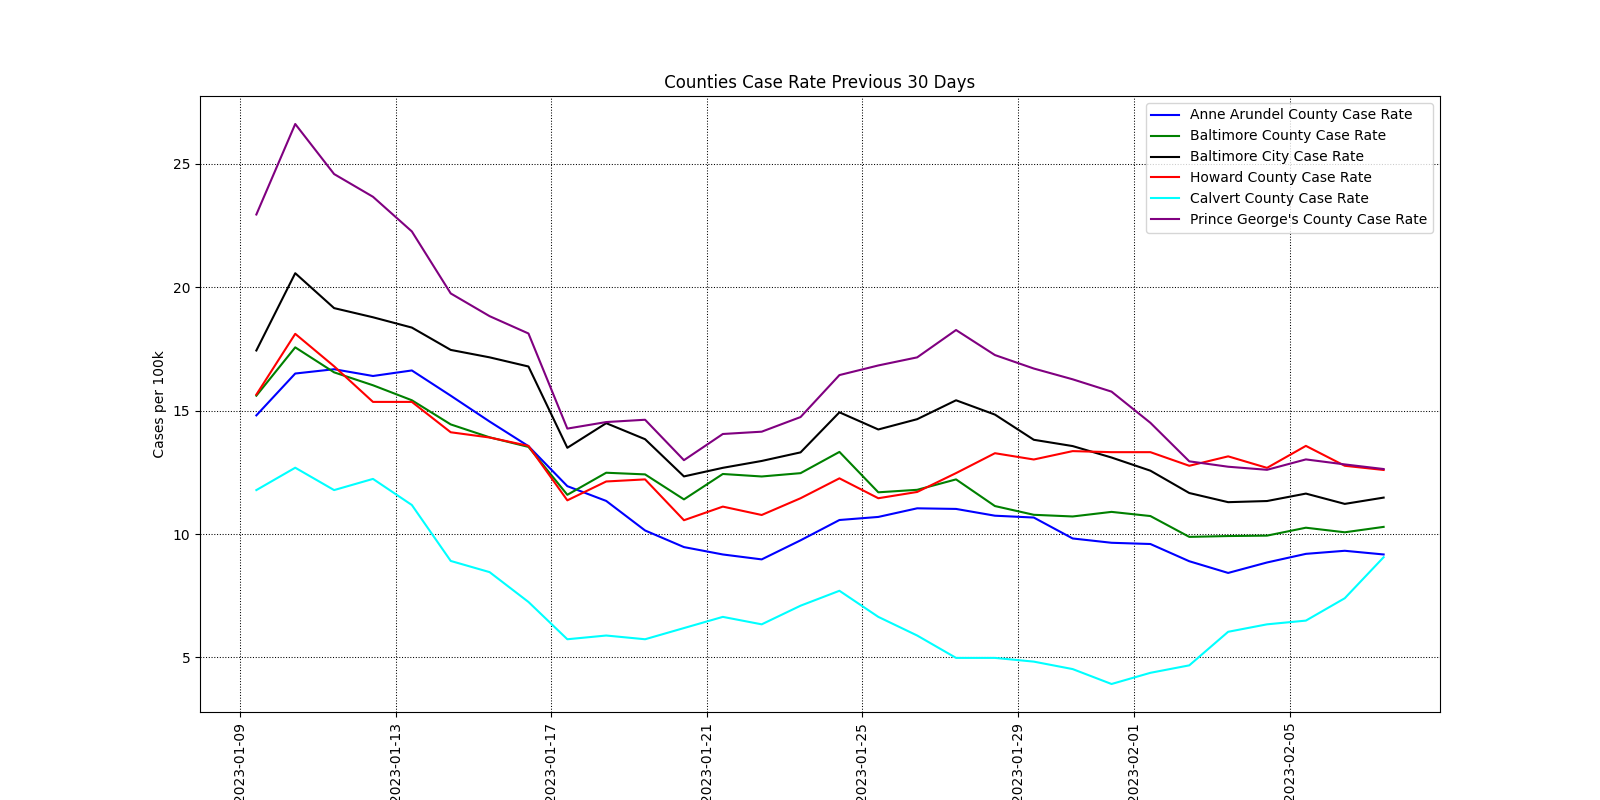 Counties Case Rate Previous 30 Days
Anne Arundel County Case Rate
Baltimore County Case Rate
Baltimore City Case Rate
Howard County Case Rate
Calvert County Case Rate
Prince George's County Case Rate
Cases per 100k
25
20
15
10
5
2023-01-09
2023-01-13
2023-01-17
2023-01-21
2023-01-25
2023-01-29
2023-02-01
2023-02-05